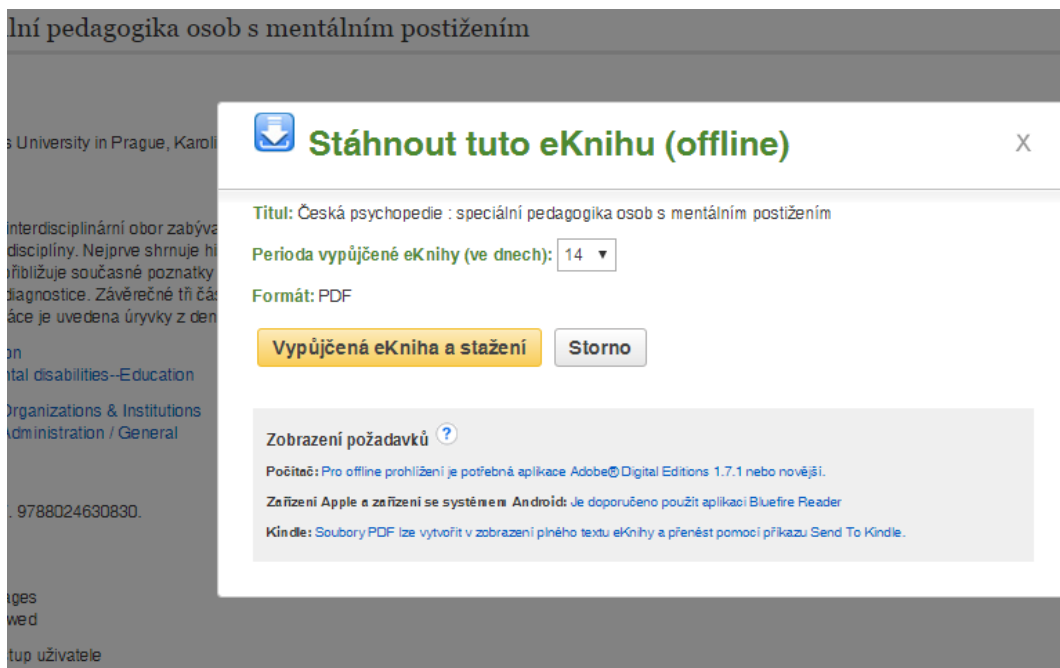 lní pedagogika osob s mentálním postižením
s University in Prague, Karoli
interdisciplinární obor zabýva
disciplíny. Nejprve shrnuje hi
přibližuje současné poznatky
diagnostice. Závěrečné tři čás
áce je uvedena úryvky z den
on
ntal disabilities--Education
Organizations & Institutions
Administration / General
. 9788024630830.
ages
wed
tup uživatele
Stáhnout tuto eKnihu (offline)
X
Titul: Česká psychopedie : speciální pedagogika osob s mentálním postižením
Perioda vypůjčené eKnihy (ve dnech): 14
Formát: PDF
Vypůjčená eKniha a stažení
Storno
Zobrazení požadavků ?
Počítač: Pro offline prohlížení je potřebná aplikace Adobe® Digital Editions 1.7.1 nebo novější.
Zařízení Apple a zařízení se systémem Android: Je doporučeno použít aplikaci Bluefire Reader
Kindle: Soubory PDF lze vytvořit v zobrazení plného textu eKnihy a přenést pomocí příkazu Send To Kindle.